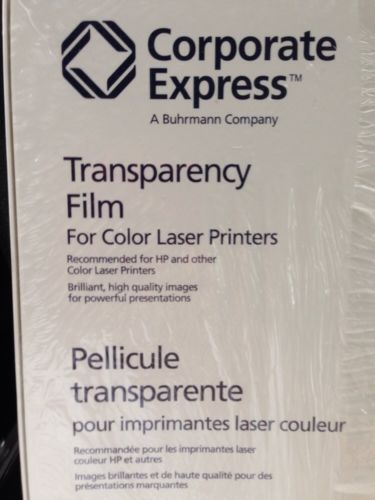 Corporate
Express™
A Buhrmann Company
Transparency
Film
For Color Laser Printers
Recommended for HP and other
Color Laser Printers
Brilliant, high quality images
for powerful presentations
Pellicule
transparente
pour imprimantes laser couleur
Recommandée pour les imprimantes laser
couleur HP et autres
Images brillantes et de haute qualité pour des
présentations marquantes